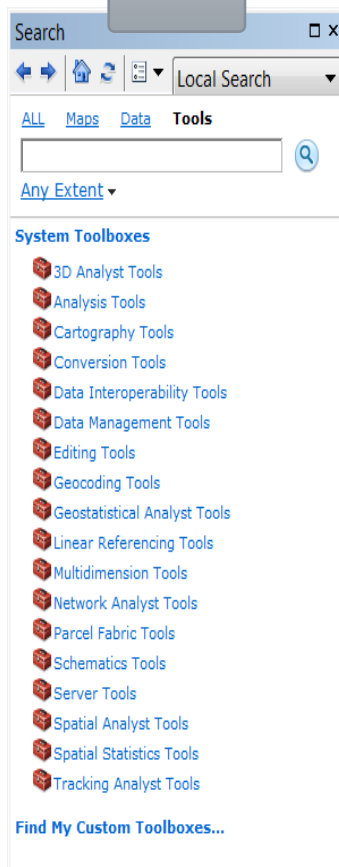 Search
Local Search
ALL Maps Data Tools
Any Extent
System Toolboxes
3D Analyst Tools
Analysis Tools
Cartography Tools
Conversion Tools
Data Interoperability Tools
Data Management Tools
Editing Tools
Geocoding Tools
Geostatistical Analyst Tools
Linear Referencing Tools
Multidimension Tools
Network Analyst Tools
Parcel Fabric Tools
Schematics Tools
Server Tools
Spatial Analyst Tools
Spatial Statistics Tools
Tracking Analyst Tools
Find My Custom Toolboxes...